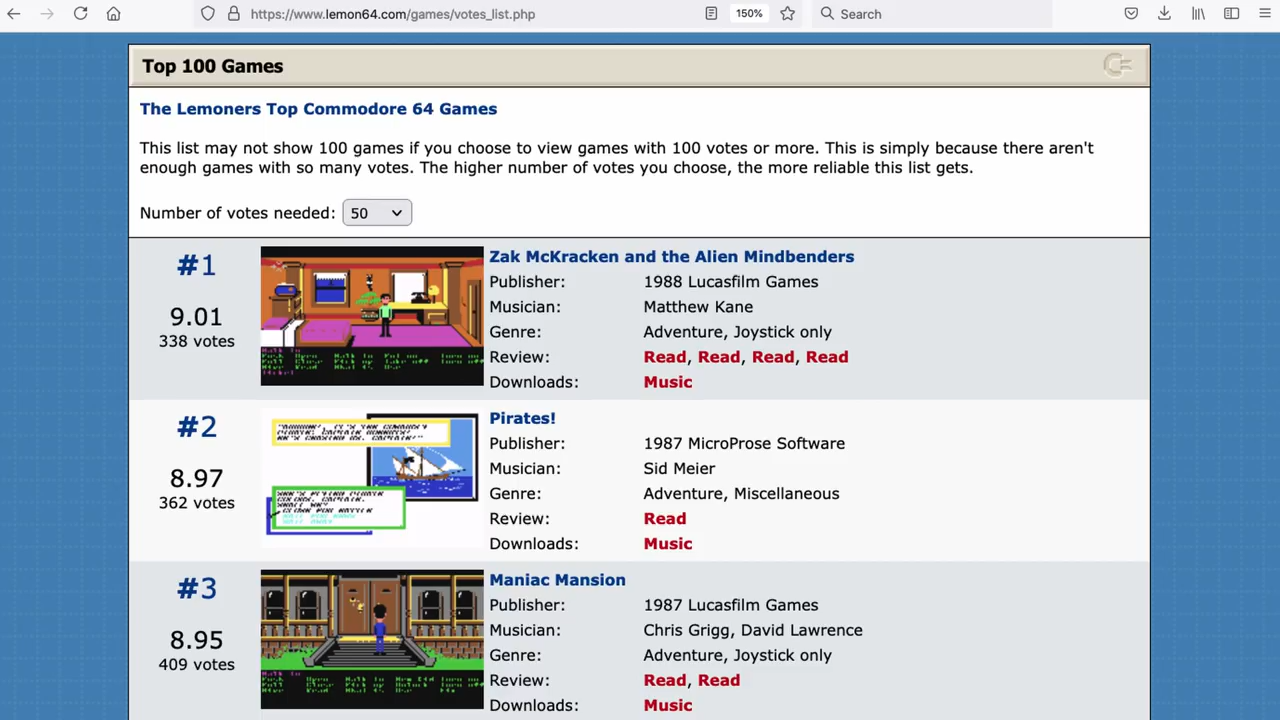 https://www.lemon64.com/games/votes_list.php
150%
Search
Top 100 Games
The Lemoners Top Commodore 64 Games
This list may not show 100 games if you choose to view games with 100 votes or more. This is simply because there aren't
enough games with so many votes. The higher number of votes you choose, the more reliable this list gets.
Number of votes needed: 50
#1
9.01
338 votes
Zak McKracken and the Alien Mindbenders
Publisher: 1988 Lucasfilm Games
Musician: Matthew Kane
Genre: Adventure, Joystick only
Review: Read, Read, Read, Read
Downloads: Music
#2
8.97
362 votes
Pirates!
Publisher: 1987 MicroProse Software
Musician: Sid Meier
Genre: Adventure, Miscellaneous
Review: Read
Downloads: Music
#3
8.95
409 votes
Maniac Mansion
Publisher: 1987 Lucasfilm Games
Musician: Chris Grigg, David Lawrence
Genre: Adventure, Joystick only
Review: Read, Read
Downloads: Music